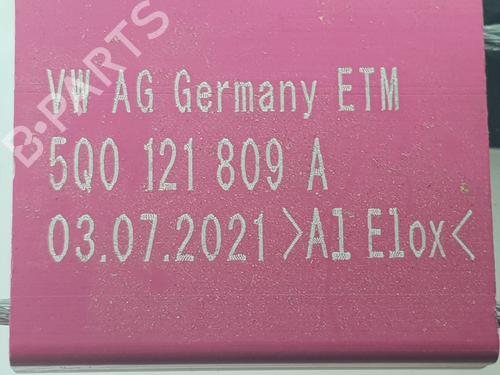 B-PARTS
VW AG Germany ETM
5Q0 121 809 A
03.07.2021 >Al Elox<